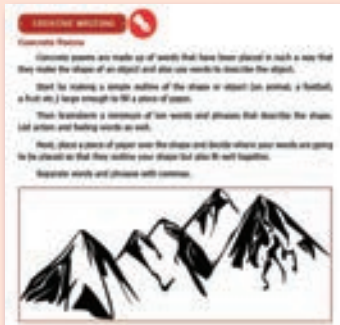 CREATIVE WRITING
Concrete Poems
Concrete poems are made up of words that have been placed in such a way that
they make the shape of an object and also use words to describe the object.
Start by making a simple outline of the shape or object (an animal, a football,
a fruit etc.) large enough to fill a piece of paper.
Then brainstorm a minimum of ten words and phrases that describe the shape.
List action and feeling words as well.
Next, place a piece of paper over the shape and decide where your words are going
to be placed so that they outline your shape but also fit well together.
Separate words and phrases with commas.